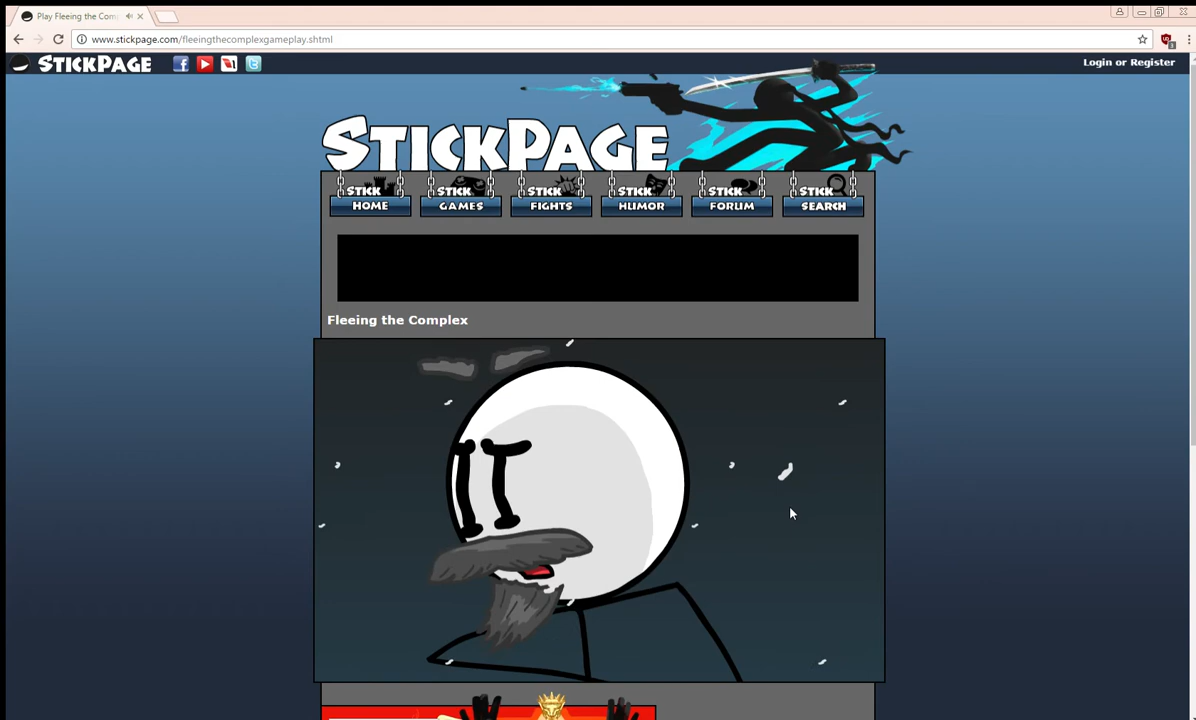 Play Fleeing the Com
www.stickpage.com/fleeingthecomplexgameplay.shtml
STICKPAGE
Login or Register
STICKPAGE
STICK HOME
STICK GAMES
STICK FIGHTS
STICK HUMOR
STICK FORUM
STICK SEARCH
Fleeing the Complex